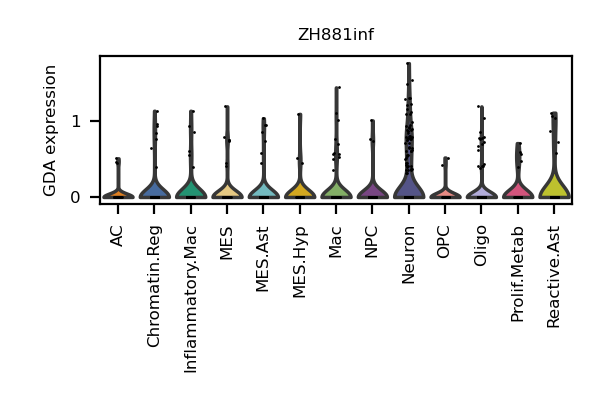 ZH881inf
GDA expression
1
0
AC
Chromatin.Reg
Inflammatory.Mac
MES
MES.Ast
MES.Hyp
Mac
NPC
Neuron
OPC
Oligo
Prolif.Metab
Reactive.Ast